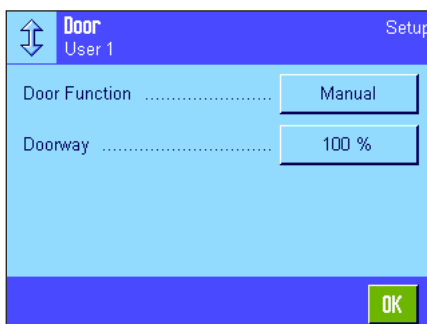 Door Setup
User 1
Door Function ........................ Manual
Doorway ................................ 100 %
OK